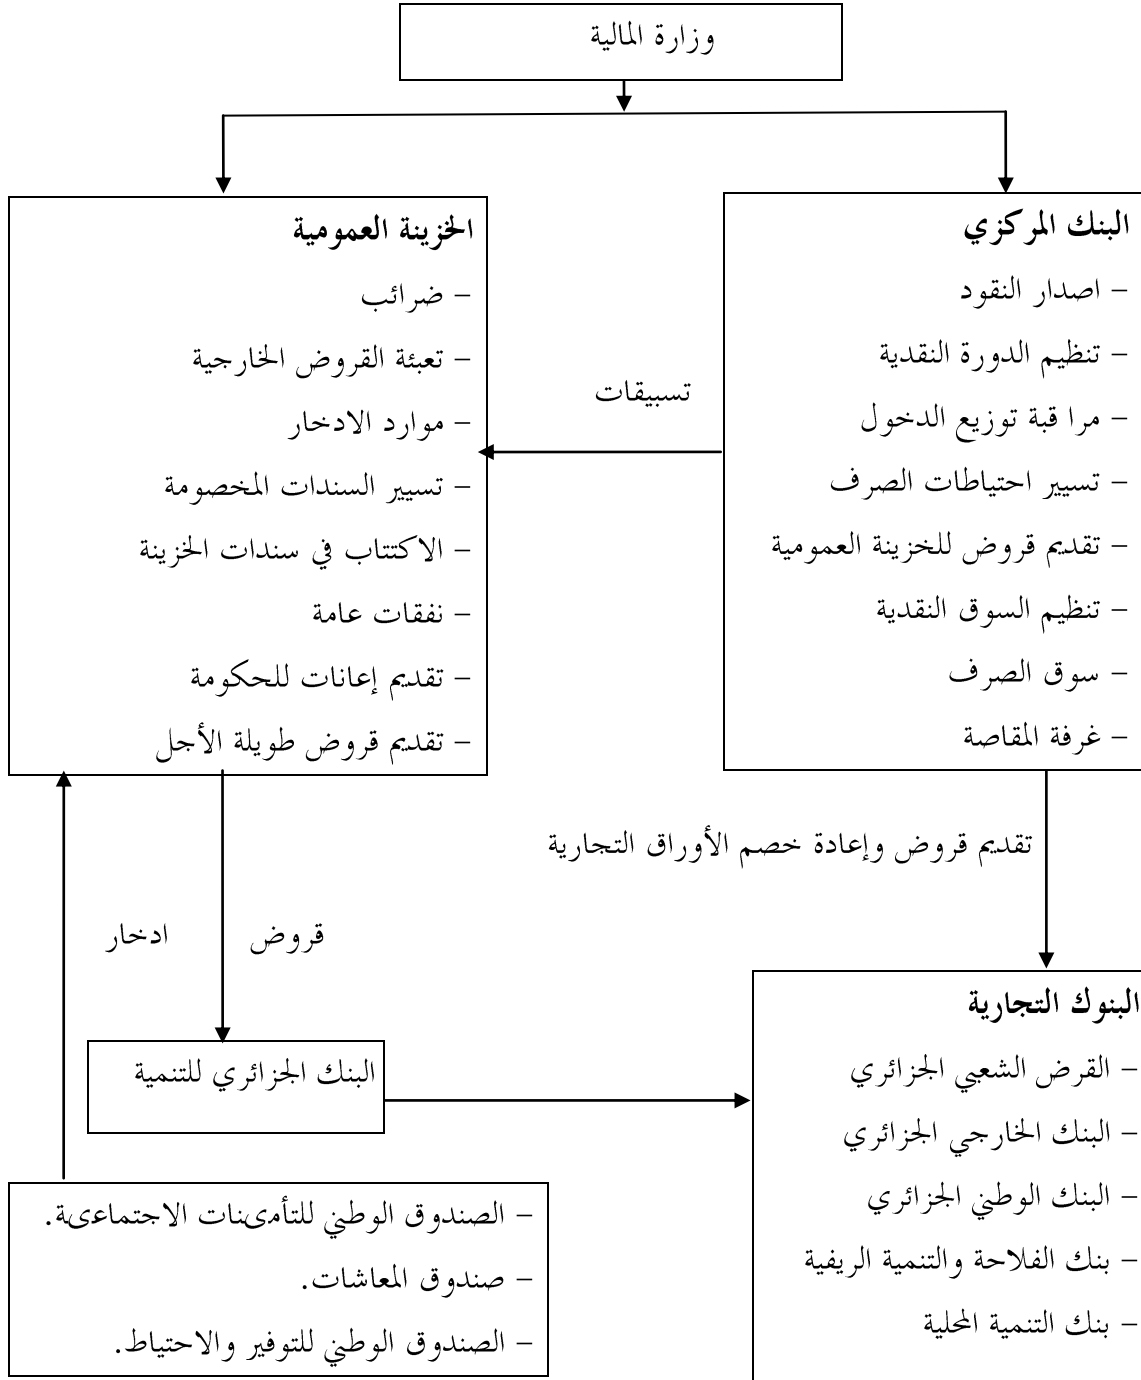 وزارة المالية
البنك المركزي
– اصدار النقود
– تنظيم الدورة النقدية
– مرا قبة توزيع الدخول
– تسيير احتياطات الصرف
– تقديم قروض للخزينة العمومية
– تنظيم السوق النقدية
– سوق الصرف
– غرفة المقاصة
تسبيقات
الخزينة العمومية
– ضرائب
– تعبئة القروض الخارجية
– موارد الادخار
– تسيير السندات المخصومة
– الاكتتاب في سندات الخزينة
– نفقات عامة
– تقديم إعانات للحكومة
– تقديم قروض طويلة الأجل
تقديم قروض وإعادة خصم الأوراق التجارية
قروض
ادخار
البنوك التجارية
– القرض الشعبي الجزائري
– البنك الخارجي الجزائري
– البنك الوطني الجزائري
– بنك الفلاحة والتنمية الريفية
– بنك التنمية المحلية
البنك الجزائري للتنمية
– الصندوق الوطني للتأمىنات الاجتماعىة.
– صندوق المعاشات.
– الصندوق الوطني للتوفير والاحتياط.